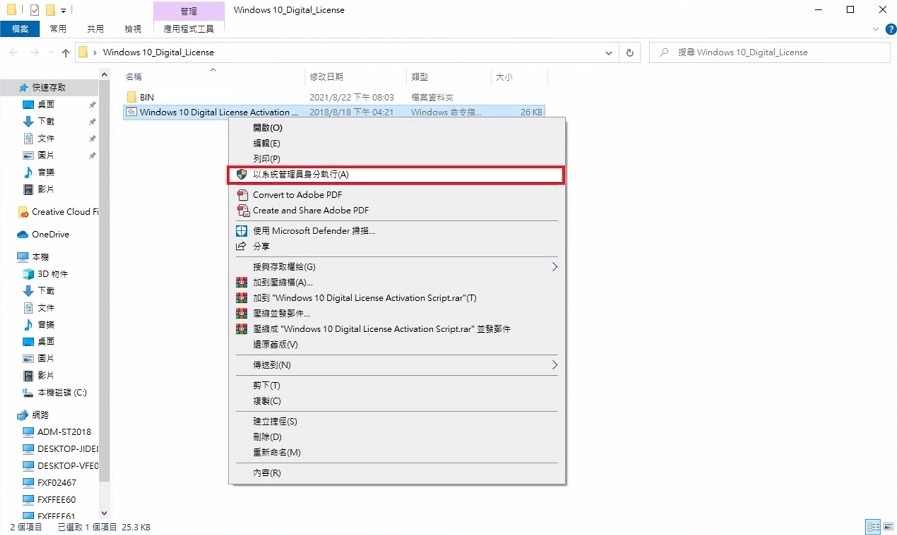 管理
Windows 10_Digital_License
檔案
常用
共用
檢視
應用程式工具
Windows 10_Digital_License
搜尋 Windows 10_Digital_License
名稱
修改日期
類型
大小
BIN
2021/8/22 下午 08:03
檔案資料夾
Windows 10 Digital License Activation ...
2018/8/18 下午 04:21
Windows 命令指...
26 KB
快速存取
桌面
下載
文件
圖片
音樂
影片
Creative Cloud Fi
OneDrive
本機
3D 物件
下載
文件
音樂
桌面
圖片
影片
本機磁碟 (C:)
網路
ADM-ST2018
DESKTOP-JIDE
DESKTOP-VFE0
FXF02467
FXFFEE60
FXFFEE61
開啟(O)
編輯(E)
列印(P)
以系統管理員身分執行(A)
Convert to Adobe PDF
Create and Share Adobe PDF
使用 Microsoft Defender 掃描...
分享
授與存取權給(G)
加到壓縮檔(A)...
加到 "Windows 10 Digital License Activation Script.rar"(T)
壓縮並發郵件...
壓縮成 "Windows 10 Digital License Activation Script.rar" 並發郵件
還原舊版(V)
傳送到(N)
剪下(T)
複製(C)
建立捷徑(S)
刪除(D)
重新命名(M)
內容(R)
2 個項目
已選取 1 個項目 25.3 KB